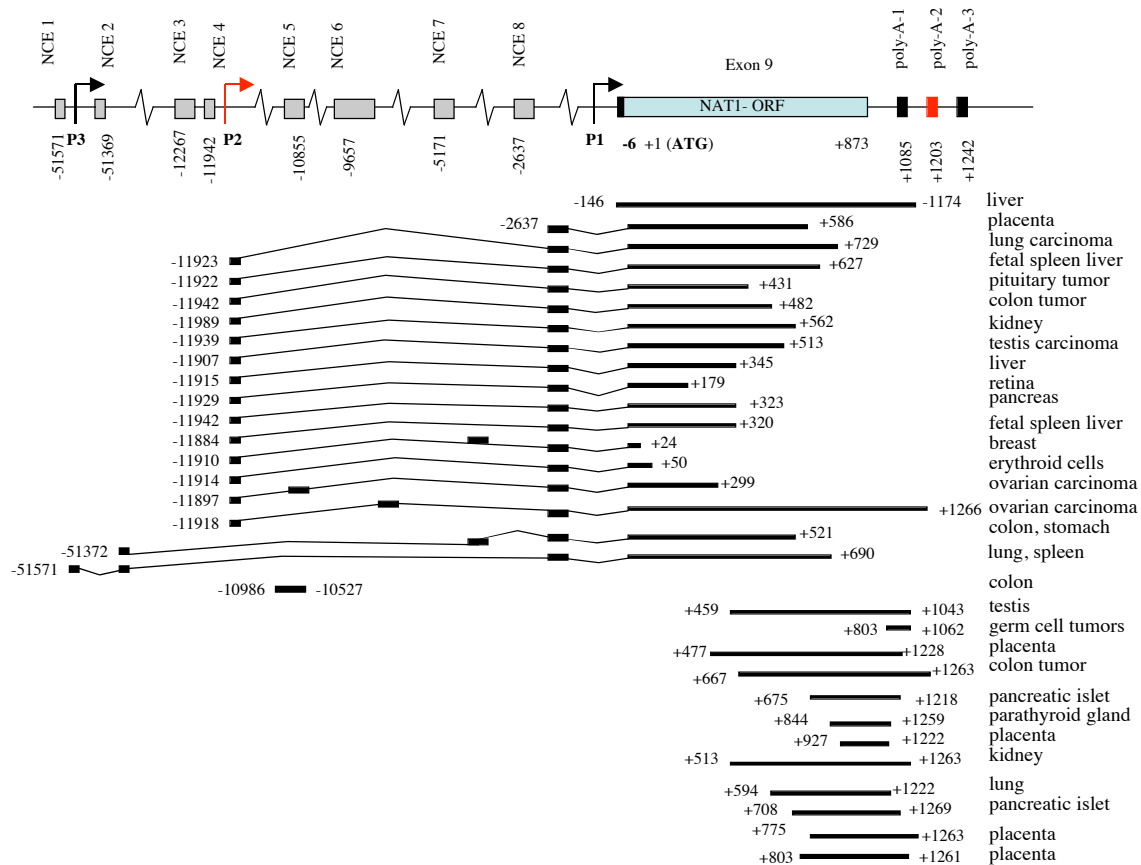 NCE 1
NCE 2
NCE 3
NCE 4
NCE 5
NCE 6
NCE 7
NCE 8
Exon 9
poly-A-1
poly-A-2
poly-A-3
NAT1- ORF
P3
P2
P1
-51571
-51369
-12267
-11942
-10855
-9657
-5171
-2637
-6 +1 (ATG)
+873
+1085
+1203
+1242
-146 -1174 liver
-2637 +586 placenta
-11923 +729 lung carcinoma
-11922 +627 fetal spleen liver
-11942 +431 pituitary tumor
-11989 +482 colon tumor
-11939 +562 kidney
-11907 +513 testis carcinoma
-11915 +345 liver
-11929 +179 retina
-11942 +323 pancreas
-11884 +320 fetal spleen liver
-11910 +24 breast
-11914 +50 erythroid cells
-11897 +299 ovarian carcinoma
-11918 +1266 ovarian carcinoma
-51372 +521 colon, stomach
-51571 +690 lung, spleen
-10986 -10527 colon
+459 +1043 testis
+803 +1062 germ cell tumors
+477 +1228 placenta
+667 +1263 colon tumor
+675 +1218 pancreatic islet
+844 +1259 parathyroid gland
+927 +1222 placenta
+513 +1263 kidney
+594 +1222 lung
+708 +1269 pancreatic islet
+775 +1263 placenta
+803 +1261 placenta